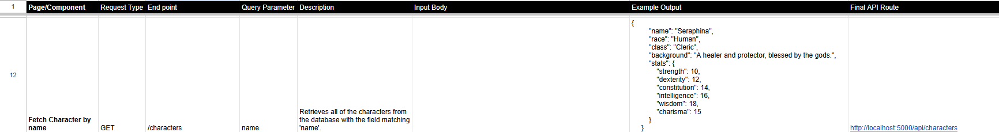 1
Page/Component Request Type End point Query Parameter Description Input Body Example Output Final API Route
12
Fetch Character by
name
GET
/characters
name
Retrieves all of the characters from
the database with the field matching
'name'.
{
"name": "Seraphina",
"race": "Human",
"class": "Cleric",
"background": "A healer and protector, blessed by the gods.",
"stats": {
"strength": 10,
"dexterity": 12,
"constitution": 14,
"intelligence": 16,
"wisdom": 18,
"charisma": 15
}
}
http://localhost:5000/api/characters